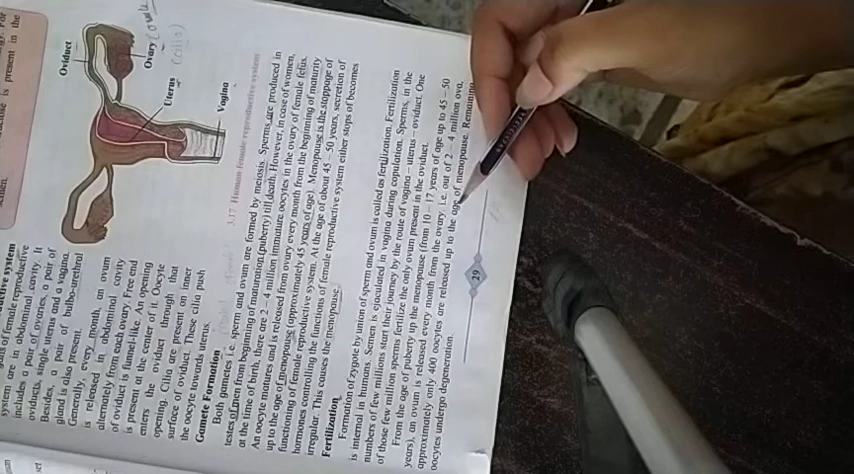 system are in abdominal cavity. It
includes a pair of ovaries, a pair of
oviducts, single uterus and a vagina.
Besides, a pair of bulbo-urethral
gland is also present.
Generally, every month, an ovum
is released in abdominal cavity
alternately from each ovary. Free end
of oviduct is funnel-like. An opening
is present at the center of it. Oocyte
enters the oviduct through that
opening. Cilia are present on inner
surface of oviduct. These cilia push
the oocyte towards uterus.
Oviduct
Ovary
Uterus
Vagina
3.17 Human female reproductive system
Gamete Formation
Both gametes i.e. sperm and ovum are formed by meiosis. Sperms are produced in
testes of men from beginning of maturation (puberty) till death. However, in case of women,
at the time of birth, there are 2 – 4 million immature oocytes in the ovary of female fetus.
An oocyte matures and is released from ovary every month from the beginning of maturity
up to the age of menopause (approximately 45 years of age). Menopause is the stoppage of
functioning of female reproductive system. At the age of about 45 – 50 years, secretion of
hormones controlling the functions of female reproductive system either stops or becomes
irregular. This causes the menopause.
Fertilization
Formation of zygote by union of sperm and ovum is called as fertilization. Fertilization
is internal in humans. Semen is ejaculated in vagina during copulation. Sperms, in the
numbers of few millions start their journey by the route of vagina – uterus – oviduct. One
of those few million sperms fertilize the only ovum present in the oviduct.
From the age of puberty up the menopause (from 10 – 17 years of age up to 45 – 50
years), an ovum is released every month from the ovary. i.e. out of 2 – 4 million ova,
approximately only 400 oocytes are released up to the age of menopause. Remaining
oocytes undergo degeneration.
29